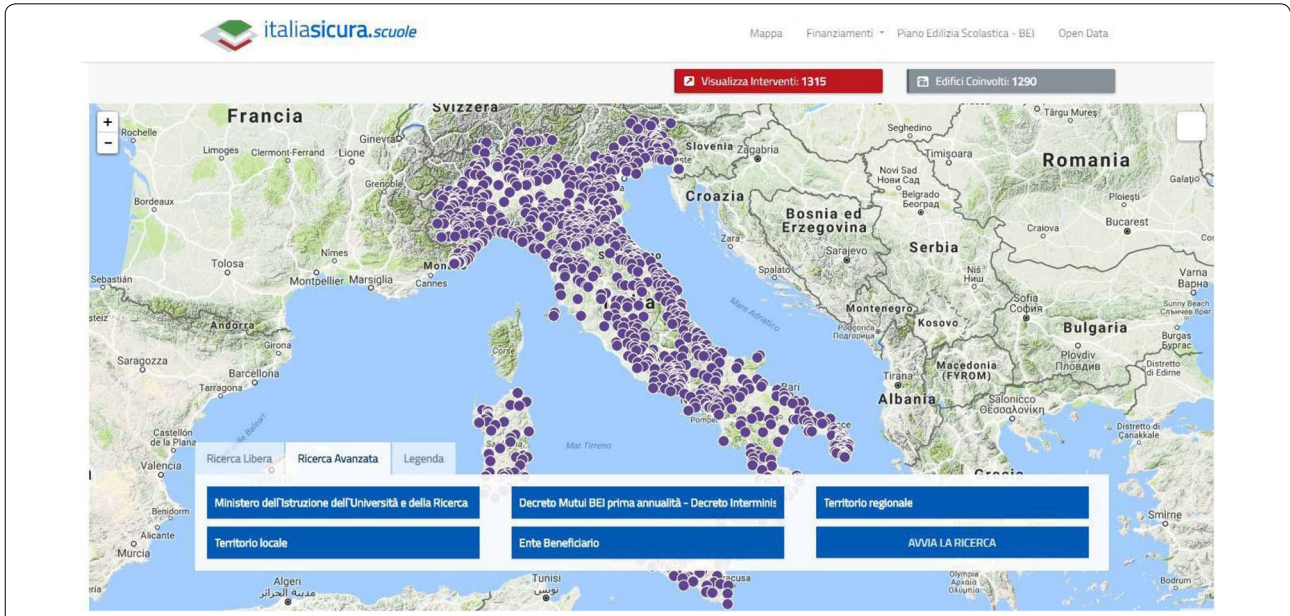 italiasicura.scuole
Mappa
Finanziamenti
Piano Edilizia Scolastica - BEI
Open Data
Visualizza Interventi: 1315
Edifici Coinvolti: 1290
+
-
Francia
Svizzera
Rochelle
Limoges
Clermont-Ferrand
Lione
Ginevra
Grenoble
Bordeaux
Slovenia
Zagabria
Croazia
Seghedino
Timișoara
Târgu Mureș
Romania
Galați
Novi Sad
Нови Сад
Belgrado
Београд
Ploiești
Bucarest
Craiova
Bosnia ed
Erzegovina
Sarajevo
Serbia
Zara
Spalato
Niš
Ниш
Tolosa
Nîmes
Montpellier
Marsiglia
Cannes
Sebastián
Mare Adriatico
Montenegro
Podgorica
Подгорица
Kosovo
Sofia
София
Bulgaria
Varna
Варна
Sunny Beach
Слънчев бряг
Burgas
Бургас
Plovdiv
Пловдив
Andorra
Girona
Saragozza
Barcellona
Tarragona
Corse
Bari
Pompei
Tirana
Albania
Macedonia
(FYROM)
Salonicco
Θεσσαλονίκη
Distretto
di Edirne
Distretto di
Çanakkale
Castellón
de la Plana
Mar Tirreno
Valencia
Benidorm
Alicante
Murcia
Grecia
Smirne
Ricerca Libera
Ricerca Avanzata
Legenda
Ministero dell'Istruzione dell'Università e della Ricerca
Decreto Mutui BEI prima annualità - Decreto Interminis
Territorio regionale
Territorio locale
Ente Beneficiario
AVVIA LA RICERCA
Algeri
مدينة الجزائر
Tunisi
تونس
Olympia
Αρχαία
Ολυμπία
Bodrum